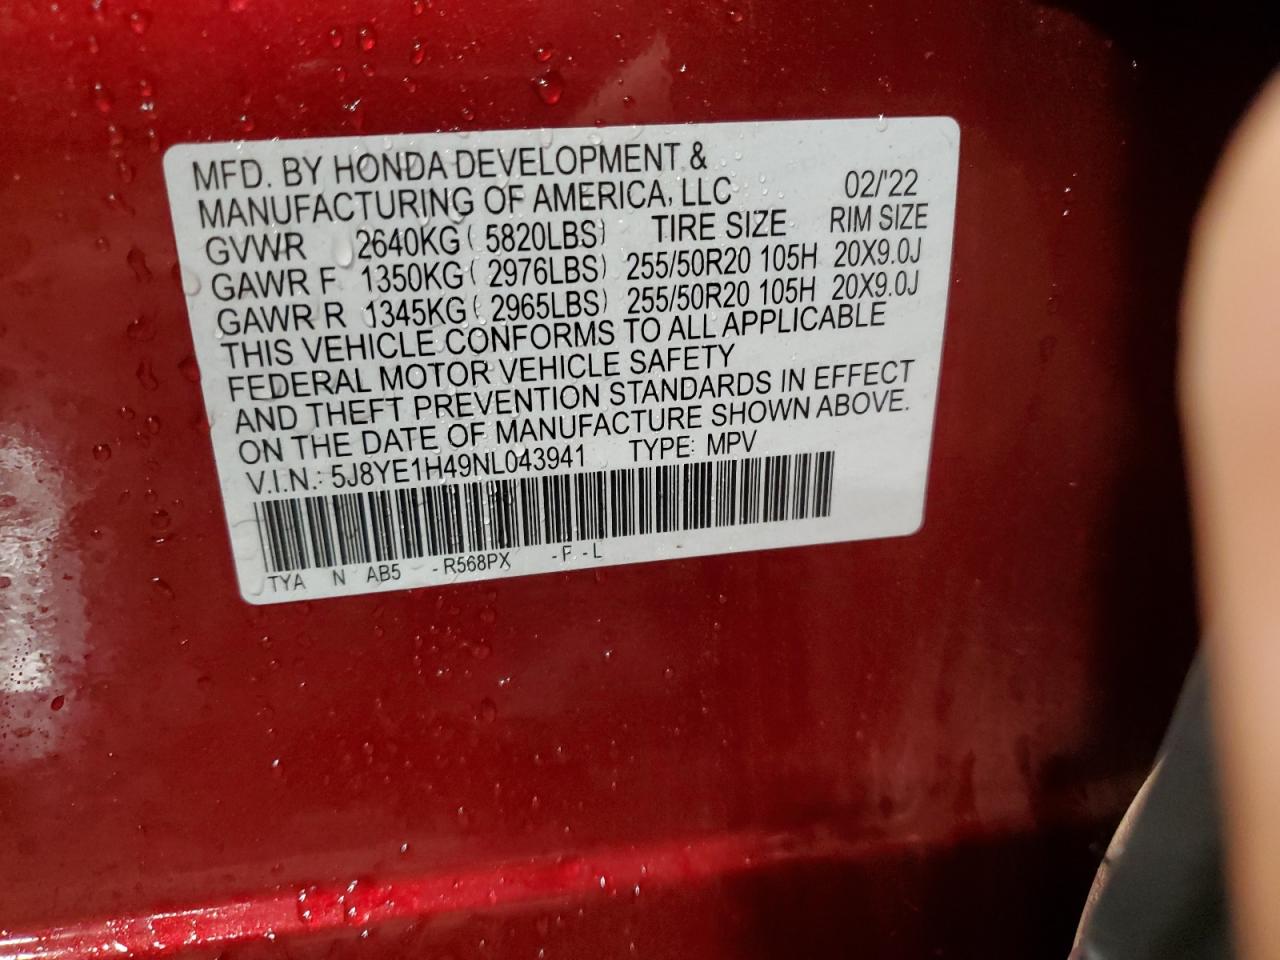 MFD. BY HONDA DEVELOPMENT &
MANUFACTURING OF AMERICA, LLC 02/'22
GVWR 2640KG ( 5820LBS) TIRE SIZE RIM SIZE
GAWR F 1350KG ( 2976LBS) 255/50R20 105H 20X9.0J
GAWR R 1345KG ( 2965LBS) 255/50R20 105H 20X9.0J
THIS VEHICLE CONFORMS TO ALL APPLICABLE
FEDERAL MOTOR VEHICLE SAFETY
AND THEFT PREVENTION STANDARDS IN EFFECT
ON THE DATE OF MANUFACTURE SHOWN ABOVE.
V.I.N.: 5J8YE1H49NL043941 TYPE: MPV
TYA N AB5 -R568PX -F -L